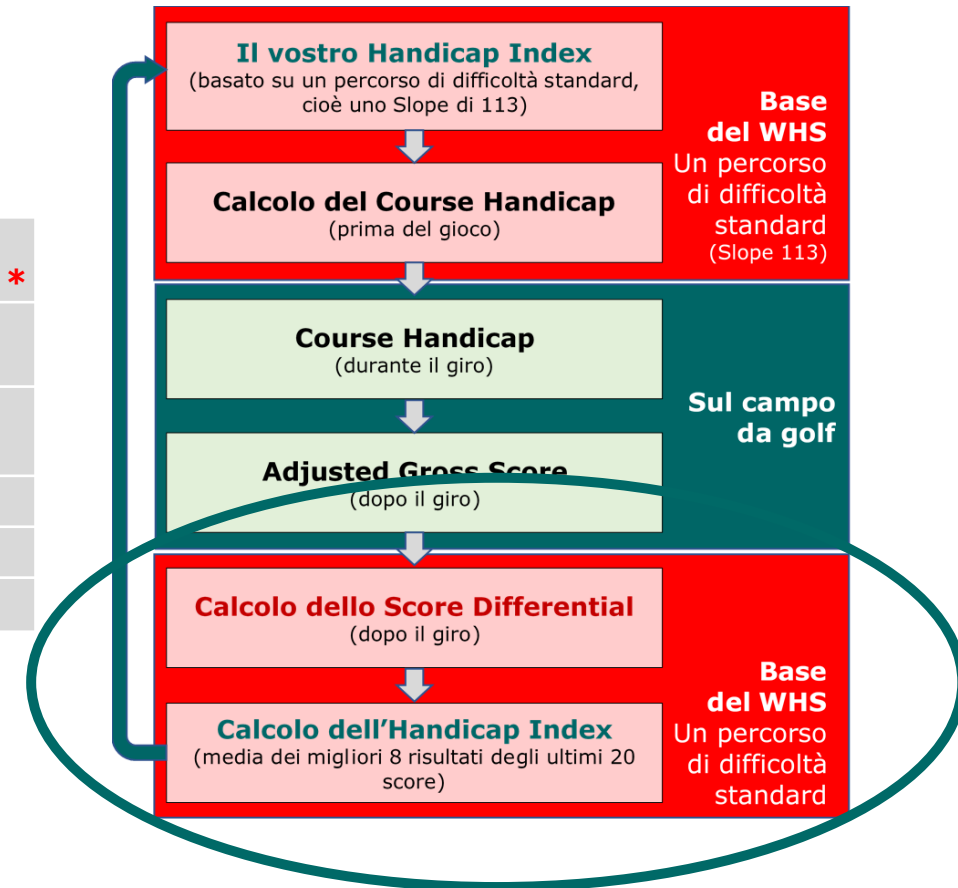 Il vostro Handicap Index
(basato su un percorso di difficoltà standard,
cioè uno Slope di 113)
Calcolo del Course Handicap
(prima del gioco)
Base
del WHS
Un percorso
di difficoltà
standard
(Slope 113)
*
Course Handicap
(durante il giro)
Adjusted Gross Score
(dopo il giro)
Sul campo
da golf
Calcolo dello Score Differential
(dopo il giro)
Calcolo dell'Handicap Index
(media dei migliori 8 risultati degli ultimi 20
score)
Base
del WHS
Un percorso
di difficoltà
standard